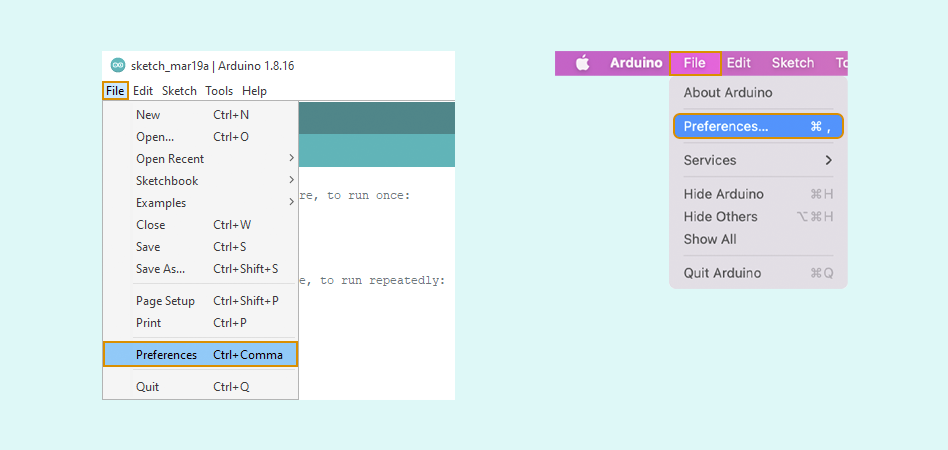 sketch_mar19a | Arduino 1.8.16
File Edit Sketch Tools Help
New Ctrl+N
Open... Ctrl+O
Open Recent
Sketchbook
Examples
Close Ctrl+W
Save Ctrl+S
Save As... Ctrl+Shift+S
Page Setup Ctrl+Shift+P
Print Ctrl+P
Preferences Ctrl+Comma
Quit Ctrl+Q
re, to run once:
e, to run repeatedly:
Arduino File Edit Sketch To
About Arduino
Preferences... ⌘ ,
Services
Hide Arduino ⌘H
Hide Others ⌥⌘H
Show All
Quit Arduino ⌘Q